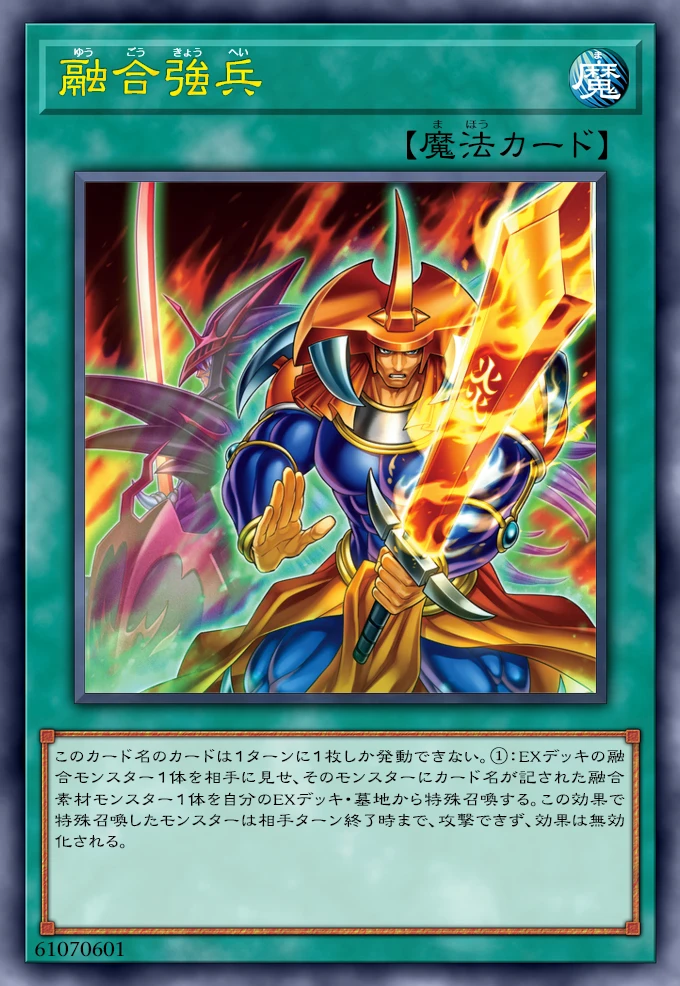 ゆう ごう きょう へい
融合強兵
ま
魔
ま ほう
【魔法カード】
このカード名のカードは1ターンに1枚しか発動できない。①:EXデッキの融
合モンスター1体を相手に見せ、そのモンスターにカード名が記された融合
素材モンスター1体を自分のEXデッキ・墓地から特殊召喚する。この効果で
特殊召喚したモンスターは相手ターン終了時まで、攻撃できず、効果は無効
化される。
61070601